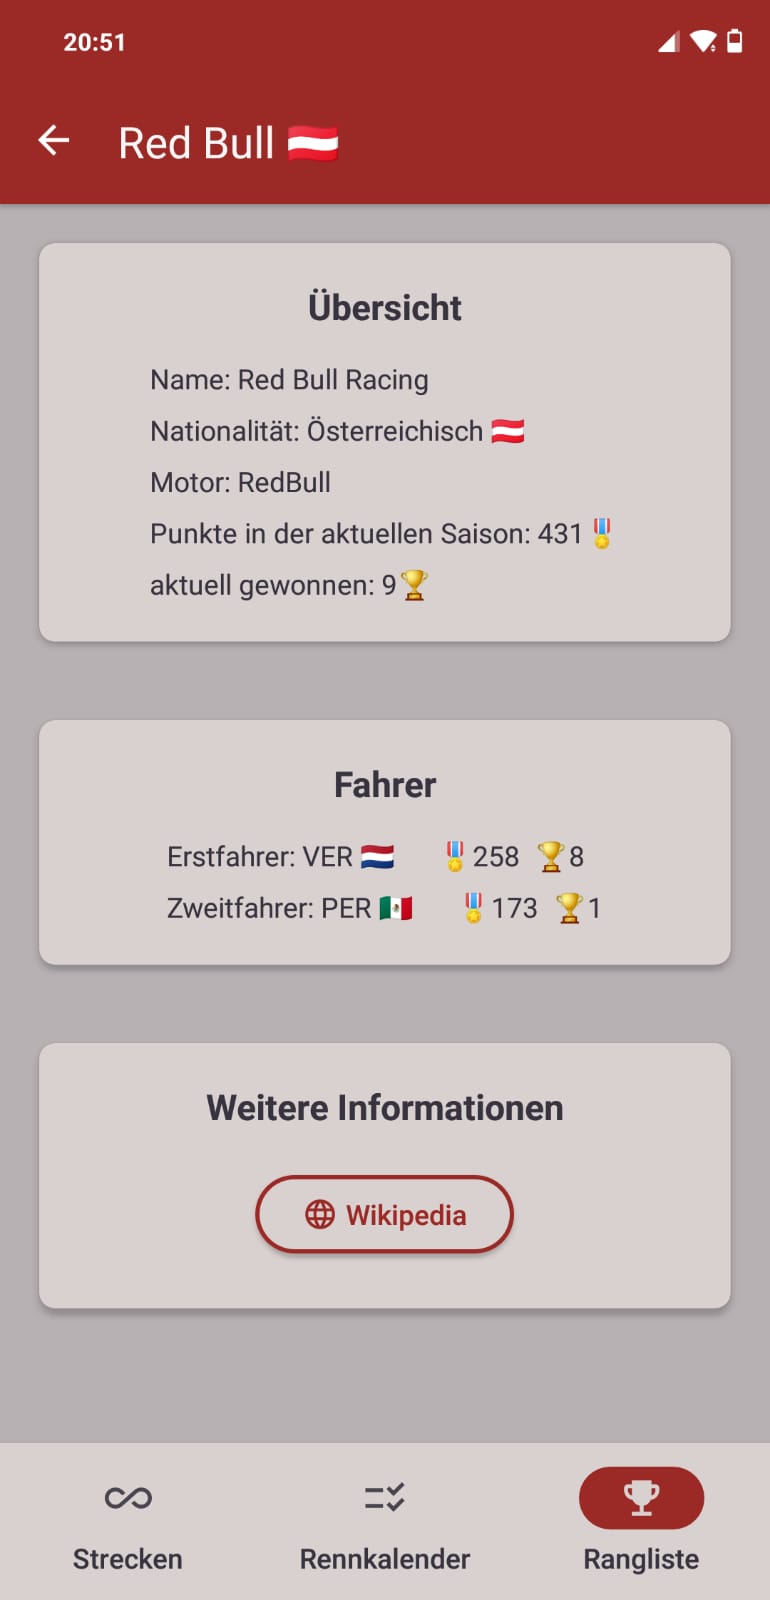 20:51
Red Bull 🇦🇹
Übersicht
Name: Red Bull Racing
Nationalität: Österreichisch 🇦🇹
Motor: RedBull
Punkte in der aktuellen Saison: 431🎖️
aktuell gewonnen: 9🏆
Fahrer
Erstfahrer: VER 🇳🇱 🎖️258 🏆8
Zweitfahrer: PER 🇲🇽 🎖️173 🏆1
Weitere Informationen
Wikipedia
Strecken Rennkalender Rangliste